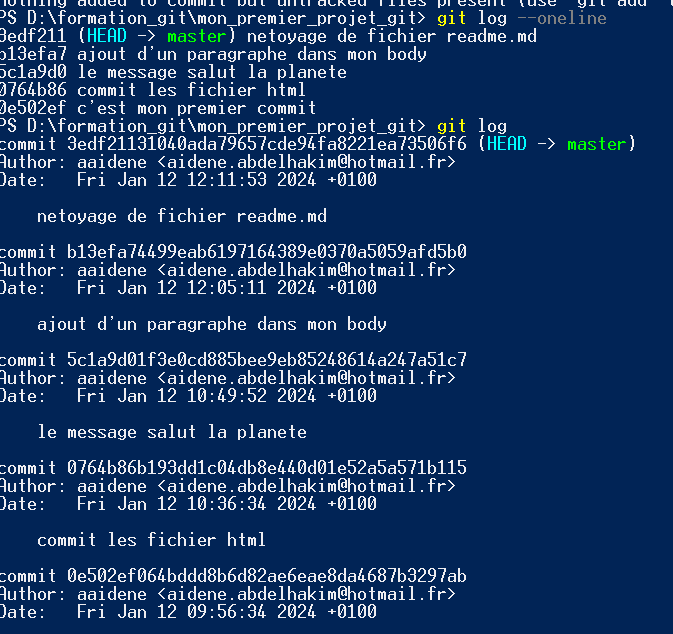 nothing added to commit but untracked files present (use "git add"
PS D:\formation_git\mon_premier_projet_git> git log --oneline
3edf211 (HEAD -> master) netoyage de fichier readme.md
b13efa7 ajout d'un paragraphe dans mon body
5c1a9d0 le message salut la planete
0764b86 commit les fichier html
0e502ef c'est mon premier commit
PS D:\formation_git\mon_premier_projet_git> git log
commit 3edf21131040ada79657cde94fa8221ea73506f6 (HEAD -> master)
Author: aaidene <aidene.abdelhakim@hotmail.fr>
Date:   Fri Jan 12 12:11:53 2024 +0100
netoyage de fichier readme.md
commit b13efa74499eab6197164389e0370a5059afd5b0
Author: aaidene <aidene.abdelhakim@hotmail.fr>
Date:   Fri Jan 12 12:05:11 2024 +0100
ajout d'un paragraphe dans mon body
commit 5c1a9d01f3e0cd885bee9eb85248614a247a51c7
Author: aaidene <aidene.abdelhakim@hotmail.fr>
Date:   Fri Jan 12 10:49:52 2024 +0100
le message salut la planete
commit 0764b86b193dd1c04db8e440d01e52a5a571b115
Author: aaidene <aidene.abdelhakim@hotmail.fr>
Date:   Fri Jan 12 10:36:34 2024 +0100
commit les fichier html
commit 0e502ef064bddd8b6d82ae6eae8da4687b3297ab
Author: aaidene <aidene.abdelhakim@hotmail.fr>
Date:   Fri Jan 12 09:56:34 2024 +0100